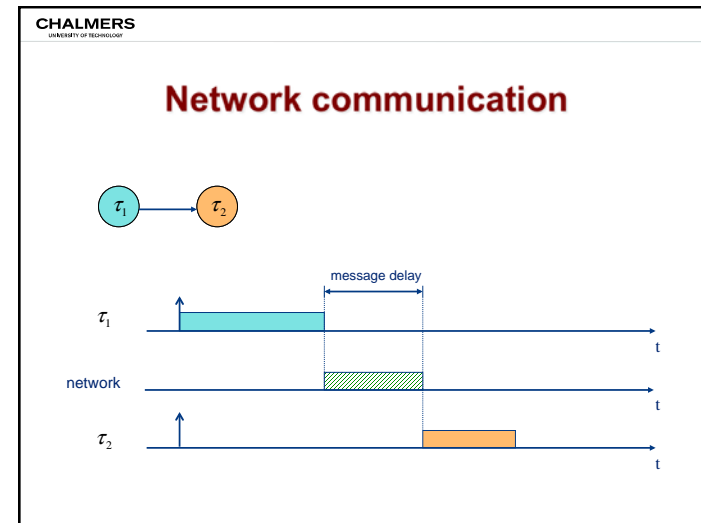 CHALMERS
UNIVERSITY OF TECHNOLOGY
Network communication
τ₁
τ₂
message delay
τ₁
t
network
t
τ₂
t